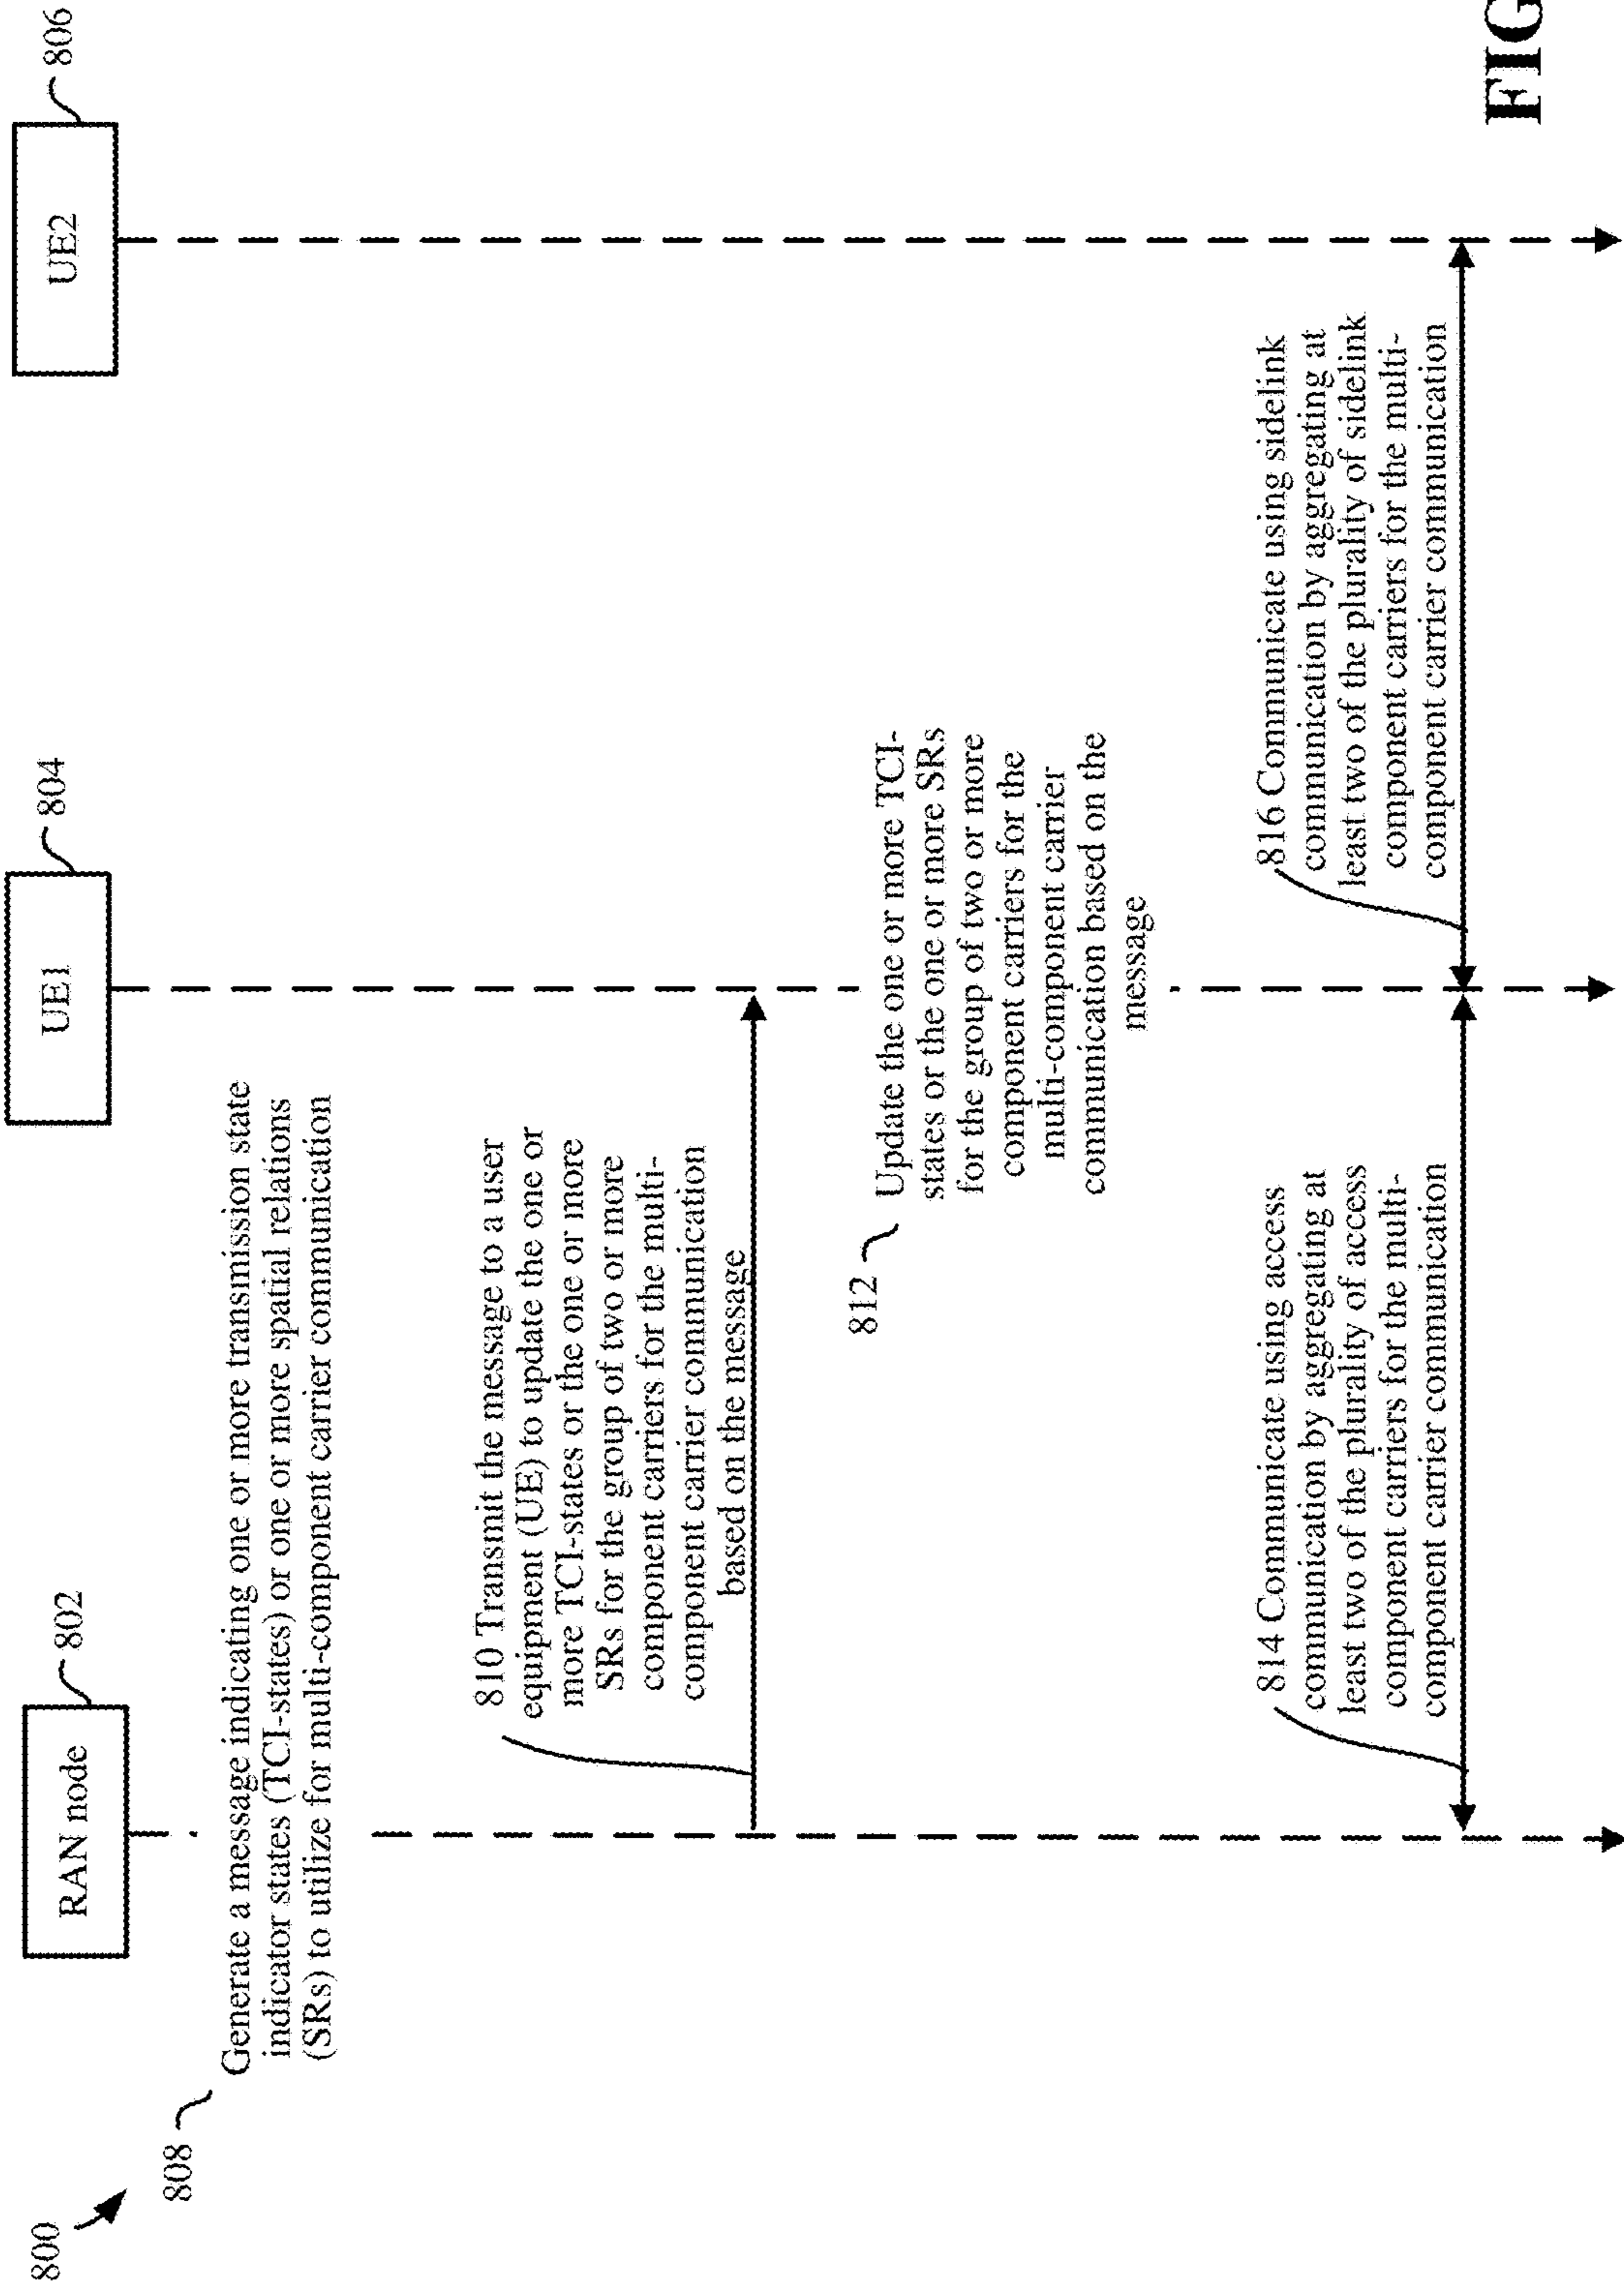 800
RAN node
802
UE1
804
UE2
806
808
Generate a message indicating one or more transmission state
indicator states (TCI-states) or one or more spatial relations
(SRs) to utilize for multi-component carrier communication
810 Transmit the message to a user
equipment (UE) to update the one or
more TCI-states or the one or more
SRs for the group of two or more
component carriers for the multi-
component carrier communication
based on the message
812
Update the one or more TCI-
states or the one or more SRs
for the group of two or more
component carriers for the
multi-component carrier
communication based on the
message
814 Communicate using access
communication by aggregating at
least two of the plurality of access
component carriers for the multi-
component carrier communication
816 Communicate using sidelink
communication by aggregating at
least two of the plurality of sidelink
component carriers for the multi-
component carrier communication
FIG